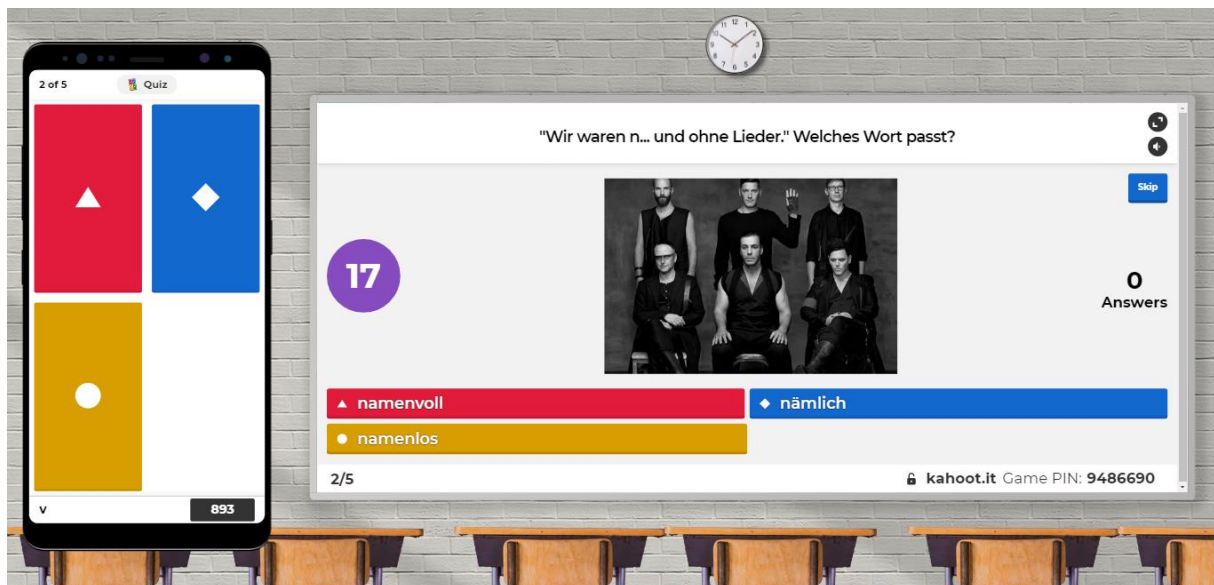 2 of 5
Quiz
v
893
"Wir waren n... und ohne Lieder." Welches Wort passt?
Skip
17
0
Answers
namenvoll
nämlich
namenlos
2/5
kahoot.it Game PIN: 9486690